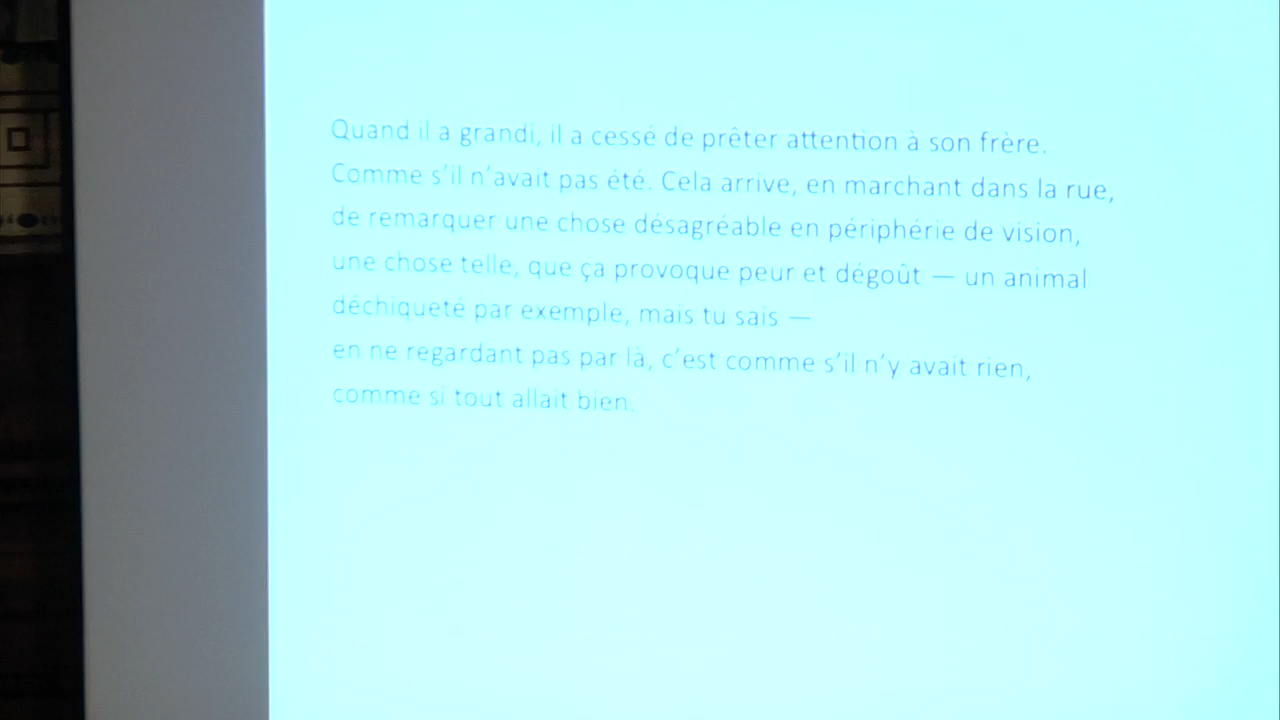 Quand il a grandi, il a cessé de prêter attention à son frère.
Comme s’il n’avait pas été. Cela arrive, en marchant dans la rue,
de remarquer une chose désagréable en périphérie de vision,
une chose telle, que ça provoque peur et dégoût — un animal
déchiqueté par exemple, mais tu sais —
en ne regardant pas par là, c’est comme s’il n’y avait rien,
comme si tout allait bien.